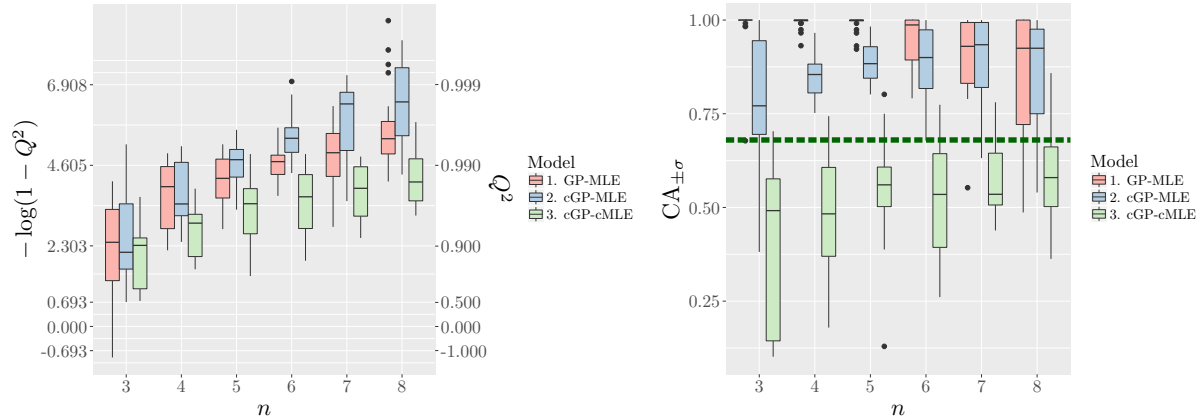 − log(1 − Q²)
6.908
4.605
2.303
0.693
0.000
-0.693
3 4 5 6 7 8
n
0.999
0.990
0.900
0.500
0.000
-1.000
Q²
Model
1. GP-MLE
2. cGP-MLE
3. cGP-cMLE
CA±σ
1.00
0.75
0.50
0.25
3 4 5 6 7 8
n
Model
1. GP-MLE
2. cGP-MLE
3. cGP-cMLE